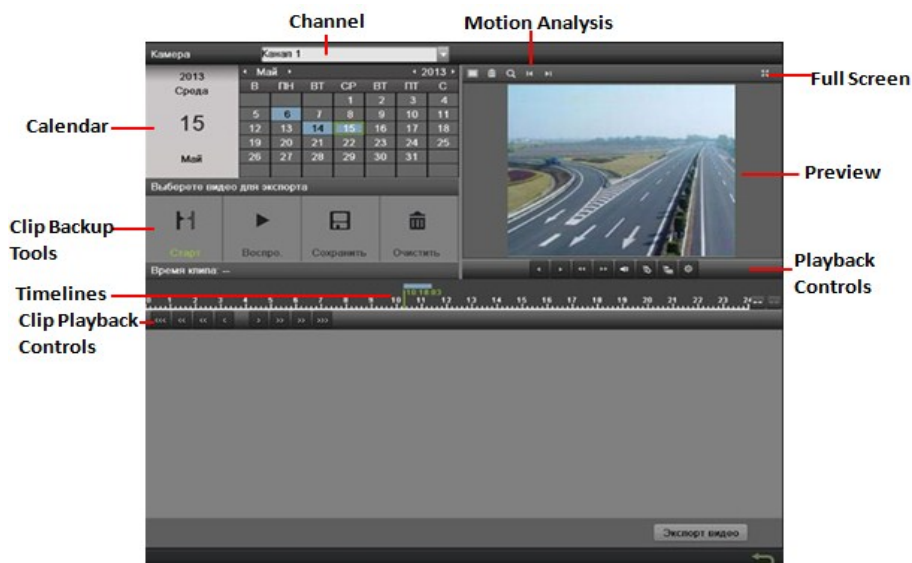 Channel
Motion Analysis
Камера
Канал 1
Full Screen
2013
Среда
15
Май
Май
2013
В ПН ВТ СР ВТ ПТ С
1 2 3 4
5 6 7 8 9 10 11
12 13 14 15 16 17 18
19 20 21 22 23 24 25
26 27 28 29 30 31
Calendar
Preview
Выберете видео для экспорта
Clip Backup
Tools
Старт
Воспро.
Сохранить
Очистить
Playback
Controls
Время клипа: --
Timelines
10:18:03
0 1 2 3 4 5 6 7 8 9 10 11 12 13 14 15 16 17 18 19 20 21 22 23 24
Clip Playback
Controls
<<< << << < > >> >> >>>
Экспорт видео